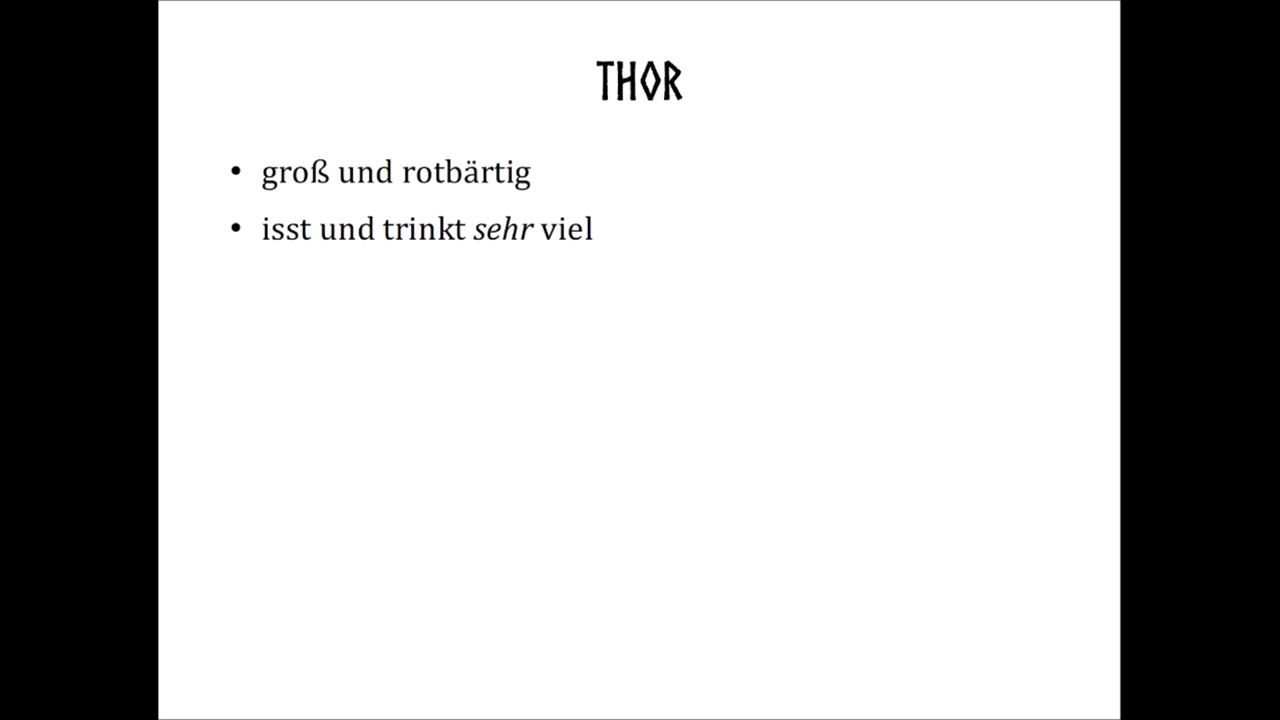 THOR
• groß und rotbärtig
• isst und trinkt sehr viel